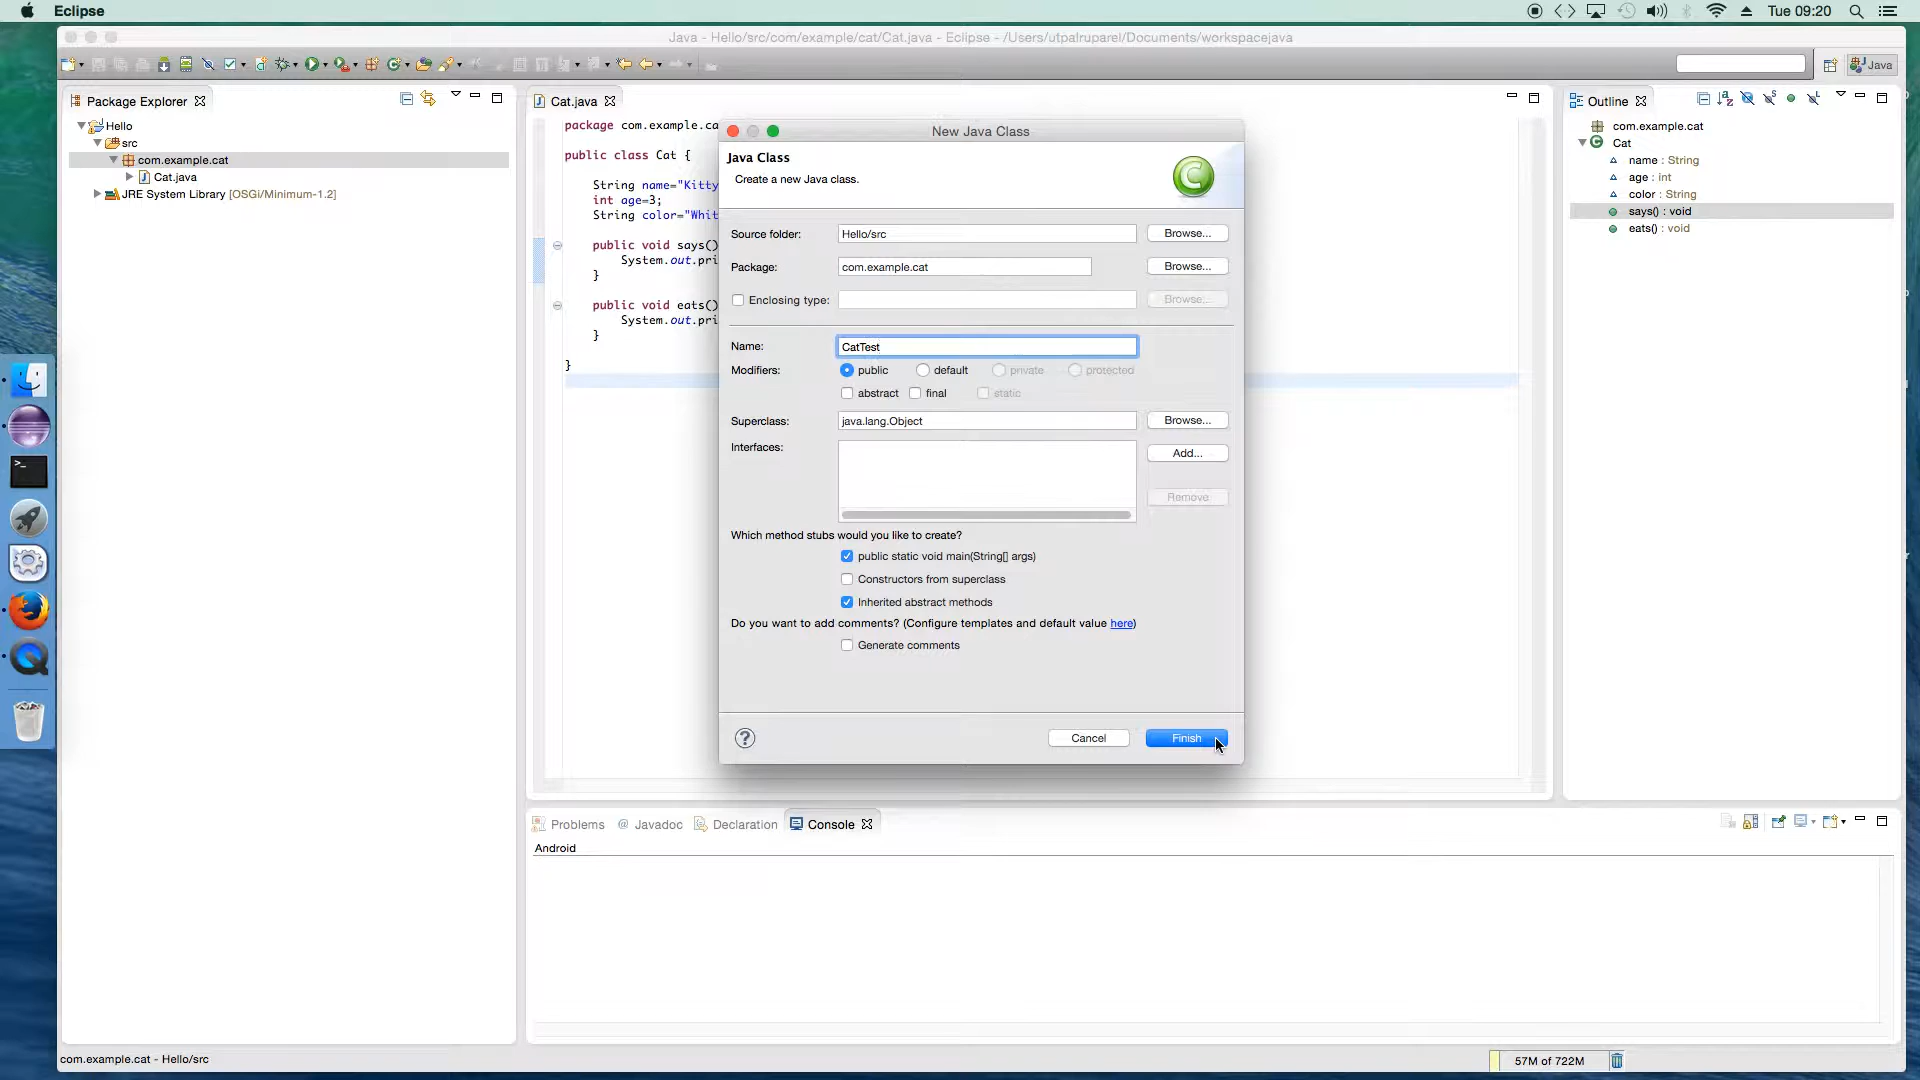 Eclipse
Tue 09:20
Java - Hello/src/com/example/cat/Cat.java - Eclipse - /Users/utpalruparel/Documents/workspacejava
Java
Package Explorer
Hello
src
com.example.cat
Cat.java
JRE System Library [OSGi/Minimum-1.2]
Cat.java
package com.example.ca
public class Cat {
String name="Kitty
int age=3;
String color="Whit
public void says()
System.out.pri
}
public void eats()
System.out.pri
}
}
New Java Class
Java Class
Create a new Java class.
C
Source folder: Hello/src Browse...
Package: com.example.cat Browse...
Enclosing type: Browse...
Name: CatTest
Modifiers: public default private protected
abstract final static
Superclass: java.lang.Object Browse...
Interfaces: Add...
Remove
Which method stubs would you like to create?
public static void main(String[] args)
Constructors from superclass
Inherited abstract methods
Do you want to add comments? (Configure templates and default value here)
Generate comments
? Cancel Finish
Outline
com.example.cat
Cat
name : String
age : int
color : String
says() : void
eats() : void
Problems @ Javadoc Declaration Console
Android
com.example.cat - Hello/src
57M of 722M